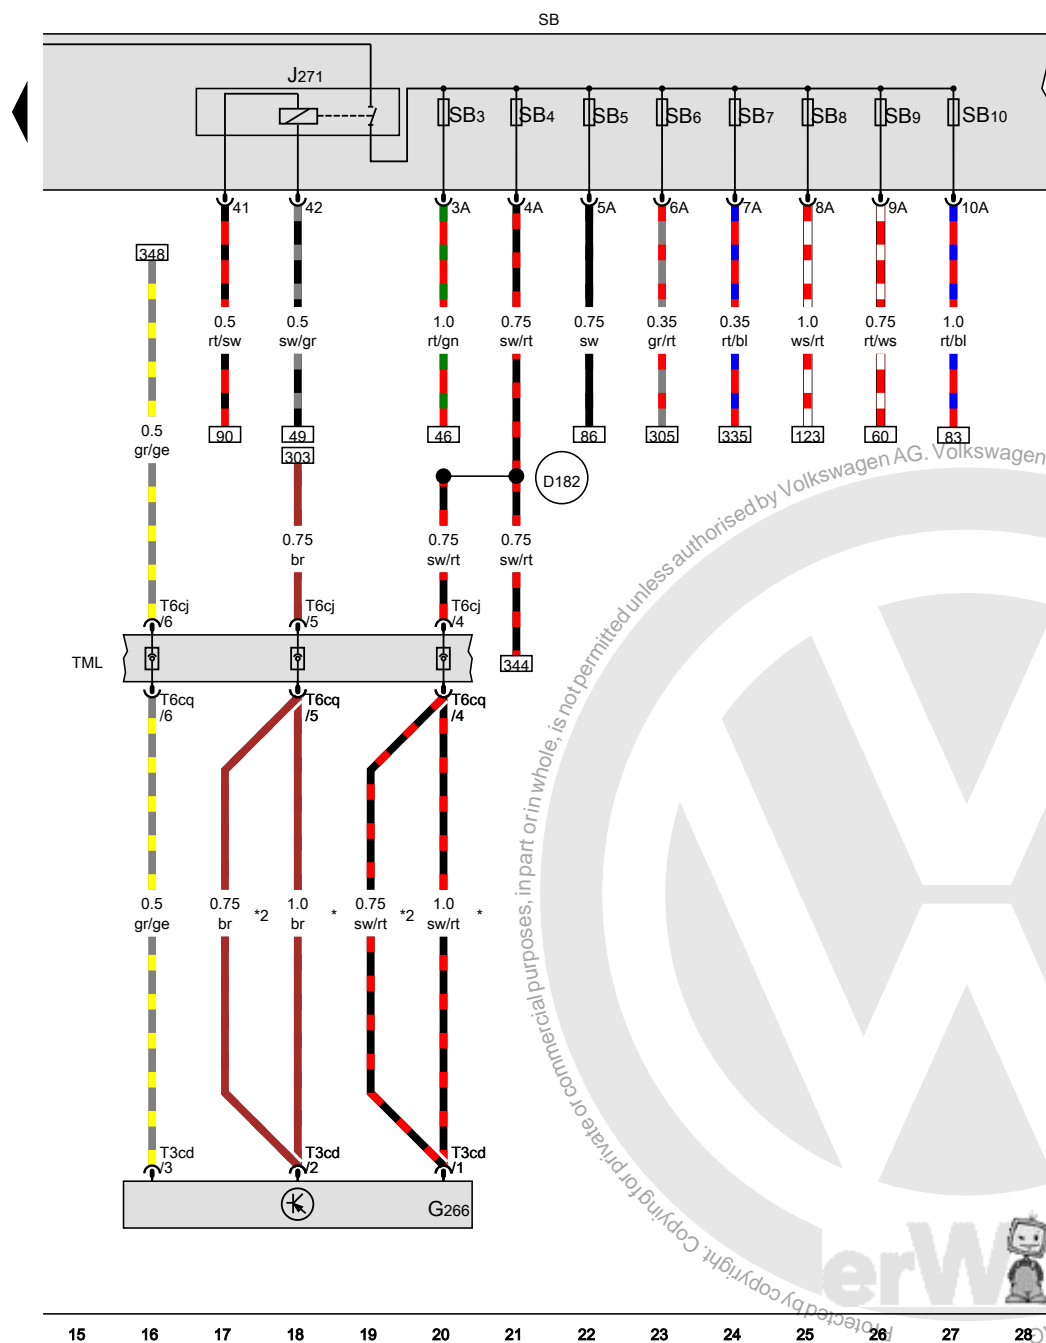 SB
J271
SB3 SB4 SB5 SB6 SB7 SB8 SB9 SB10
41 42 3A 4A 5A 6A 7A 8A 9A 10A
348
0.5 0.5 1.0 0.75 0.75 0.35 0.35 1.0 0.75 1.0
rt/sw sw/gr rt/gn sw/rt sw gr/rt rt/bl ws/rt rt/ws rt/bl
0.5
gr/ge
90 49 46 86 305 335 123 60 83
303
D182
0.75 0.75 0.75
br sw/rt sw/rt
T6cj T6cj T6cj
/6 /5 /4
TML
344
T6cq T6cq T6cq
/6 /5 /4
0.5 0.75 1.0 0.75 1.0
gr/ge br *2 br * sw/rt *2 sw/rt *
T3cd T3cd T3cd
/3 /2 /1
G266
15 16 17 18 19 20 21 22 23 24 25 26 27 28
Protected by copyright. Copying for private or commercial purposes, in part or in whole, is not permitted unless authorised by Volkswagen AG. Volkswagen
erW